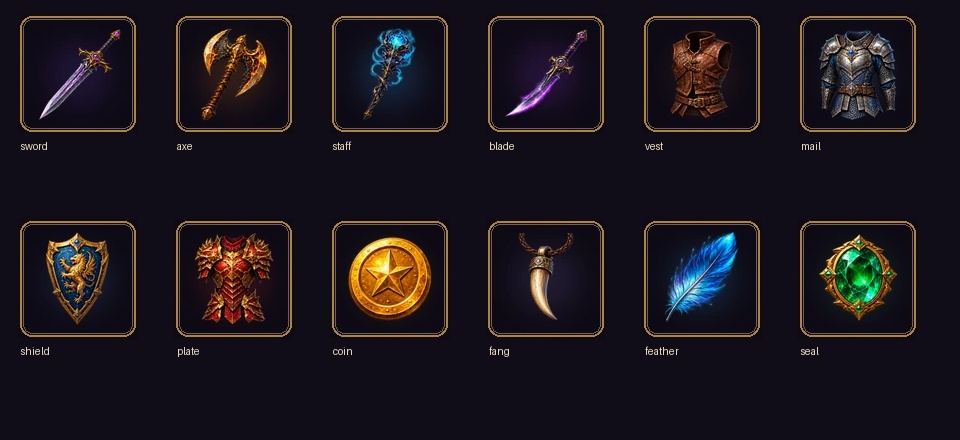 sword
axe
staff
blade
vest
mail
shield
plate
coin
fang
feather
seal